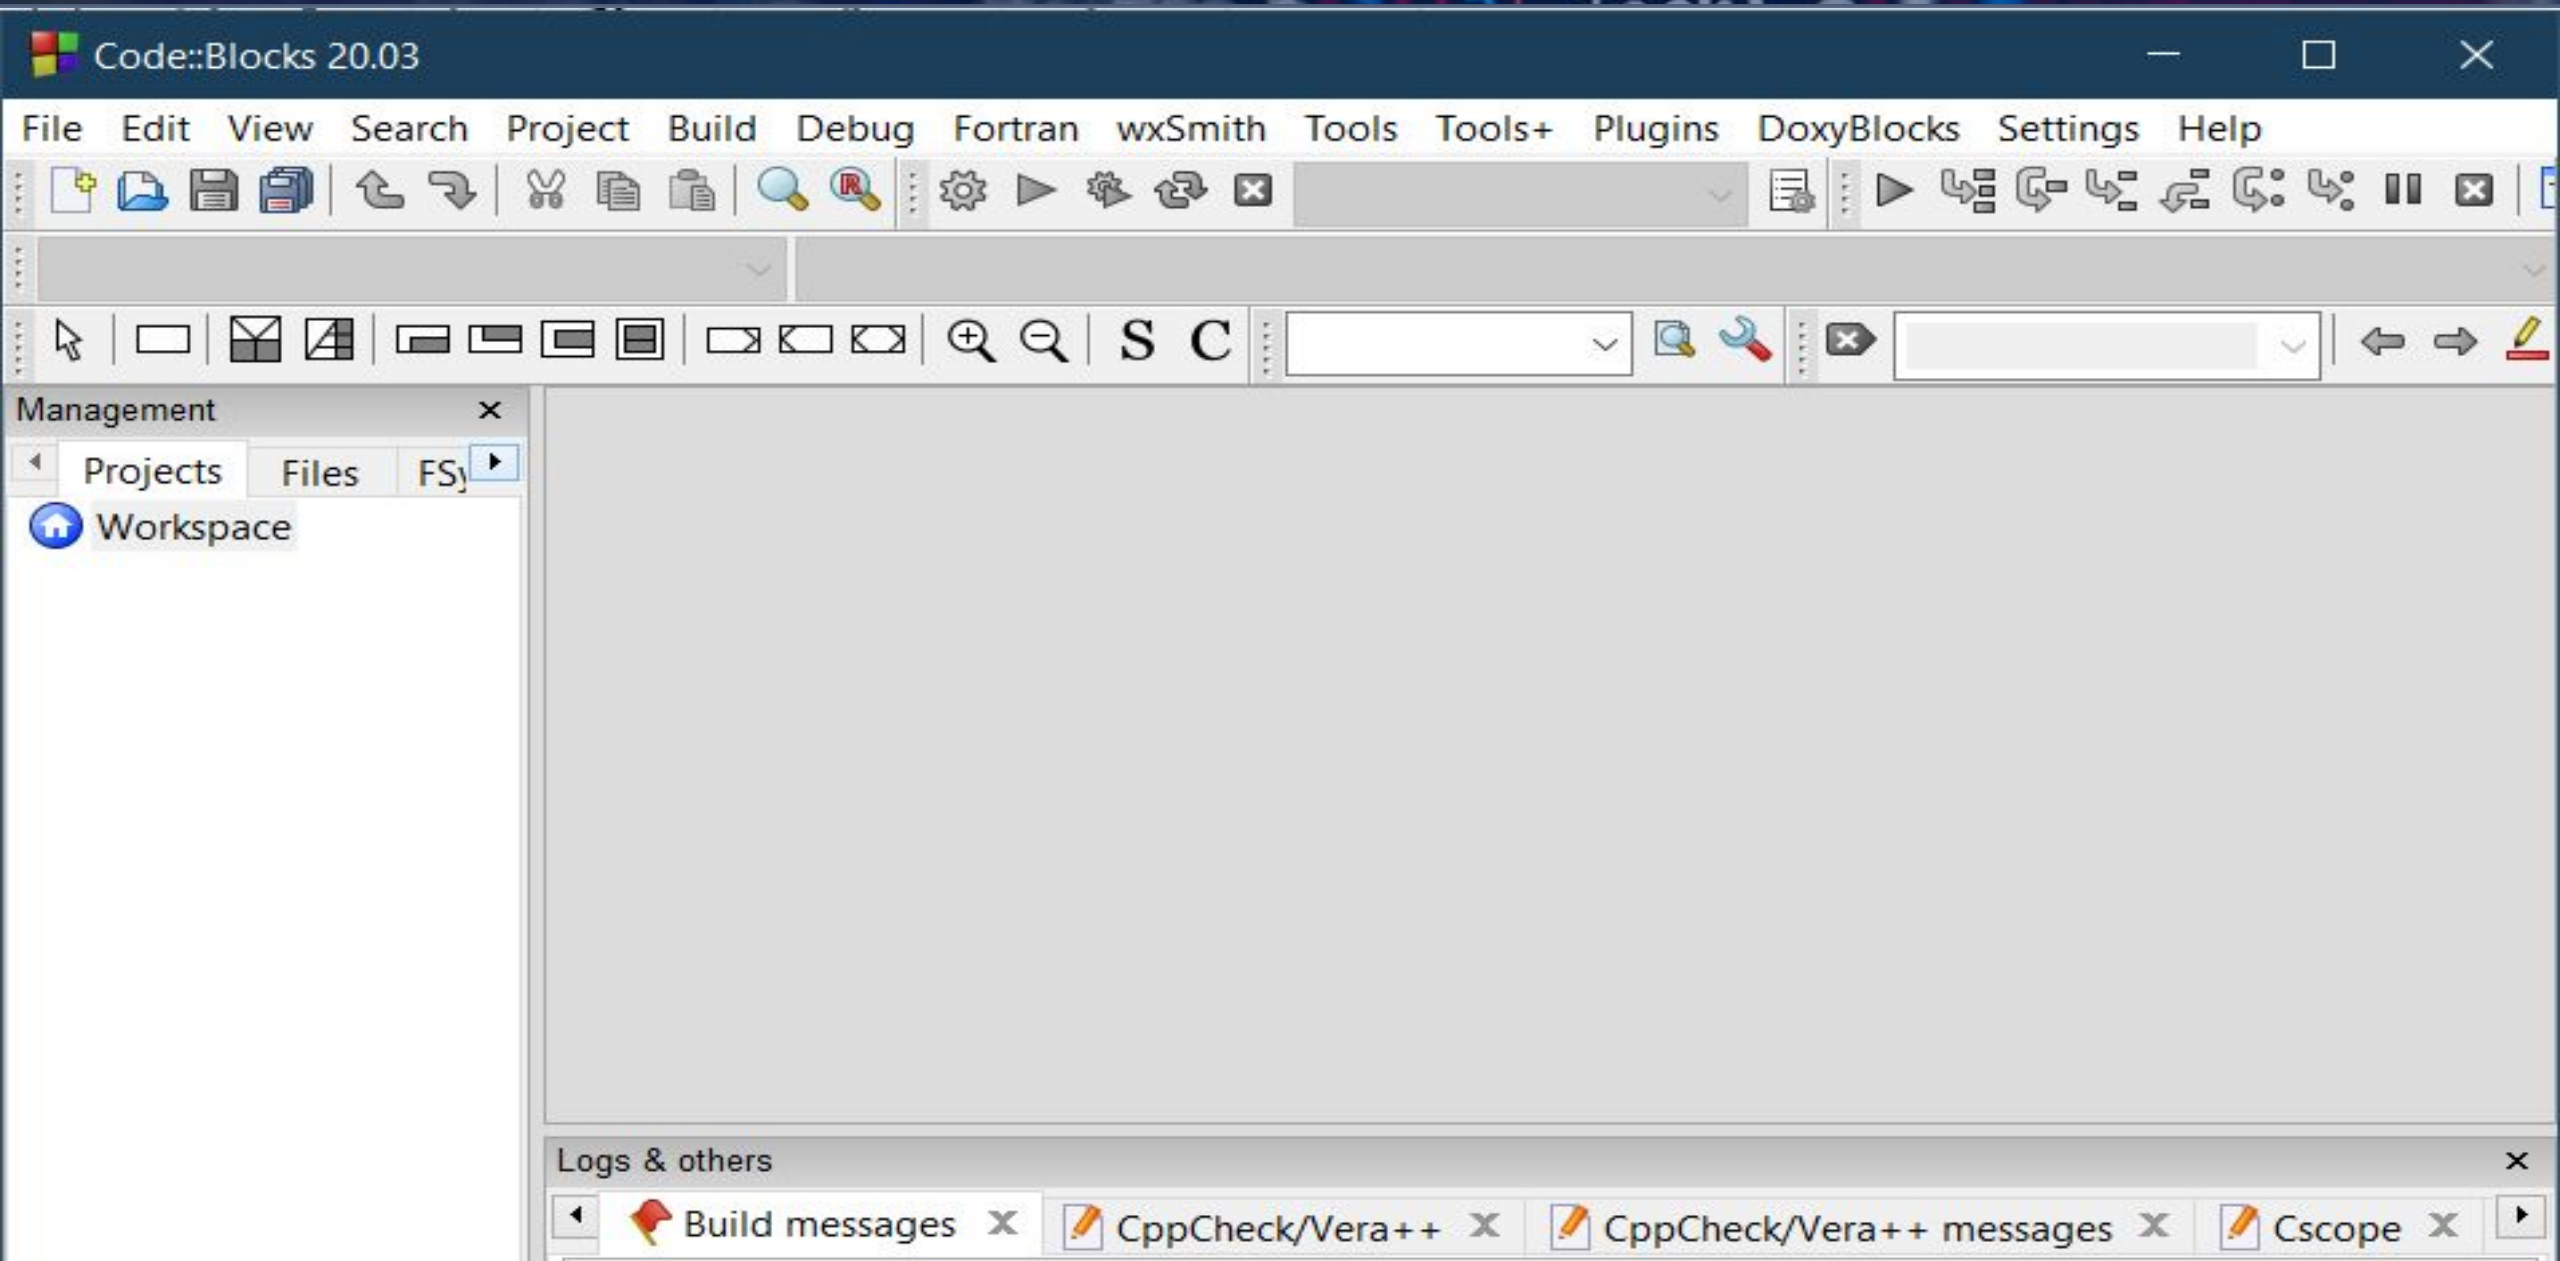 Code::Blocks 20.03
File Edit View Search Project Build Debug Fortran wxSmith Tools Tools+ Plugins DoxyBlocks Settings Help
S C
Management
Projects Files FSy
Workspace
Logs & others
Build messages CppCheck/Vera++ CppCheck/Vera++ messages Cscope